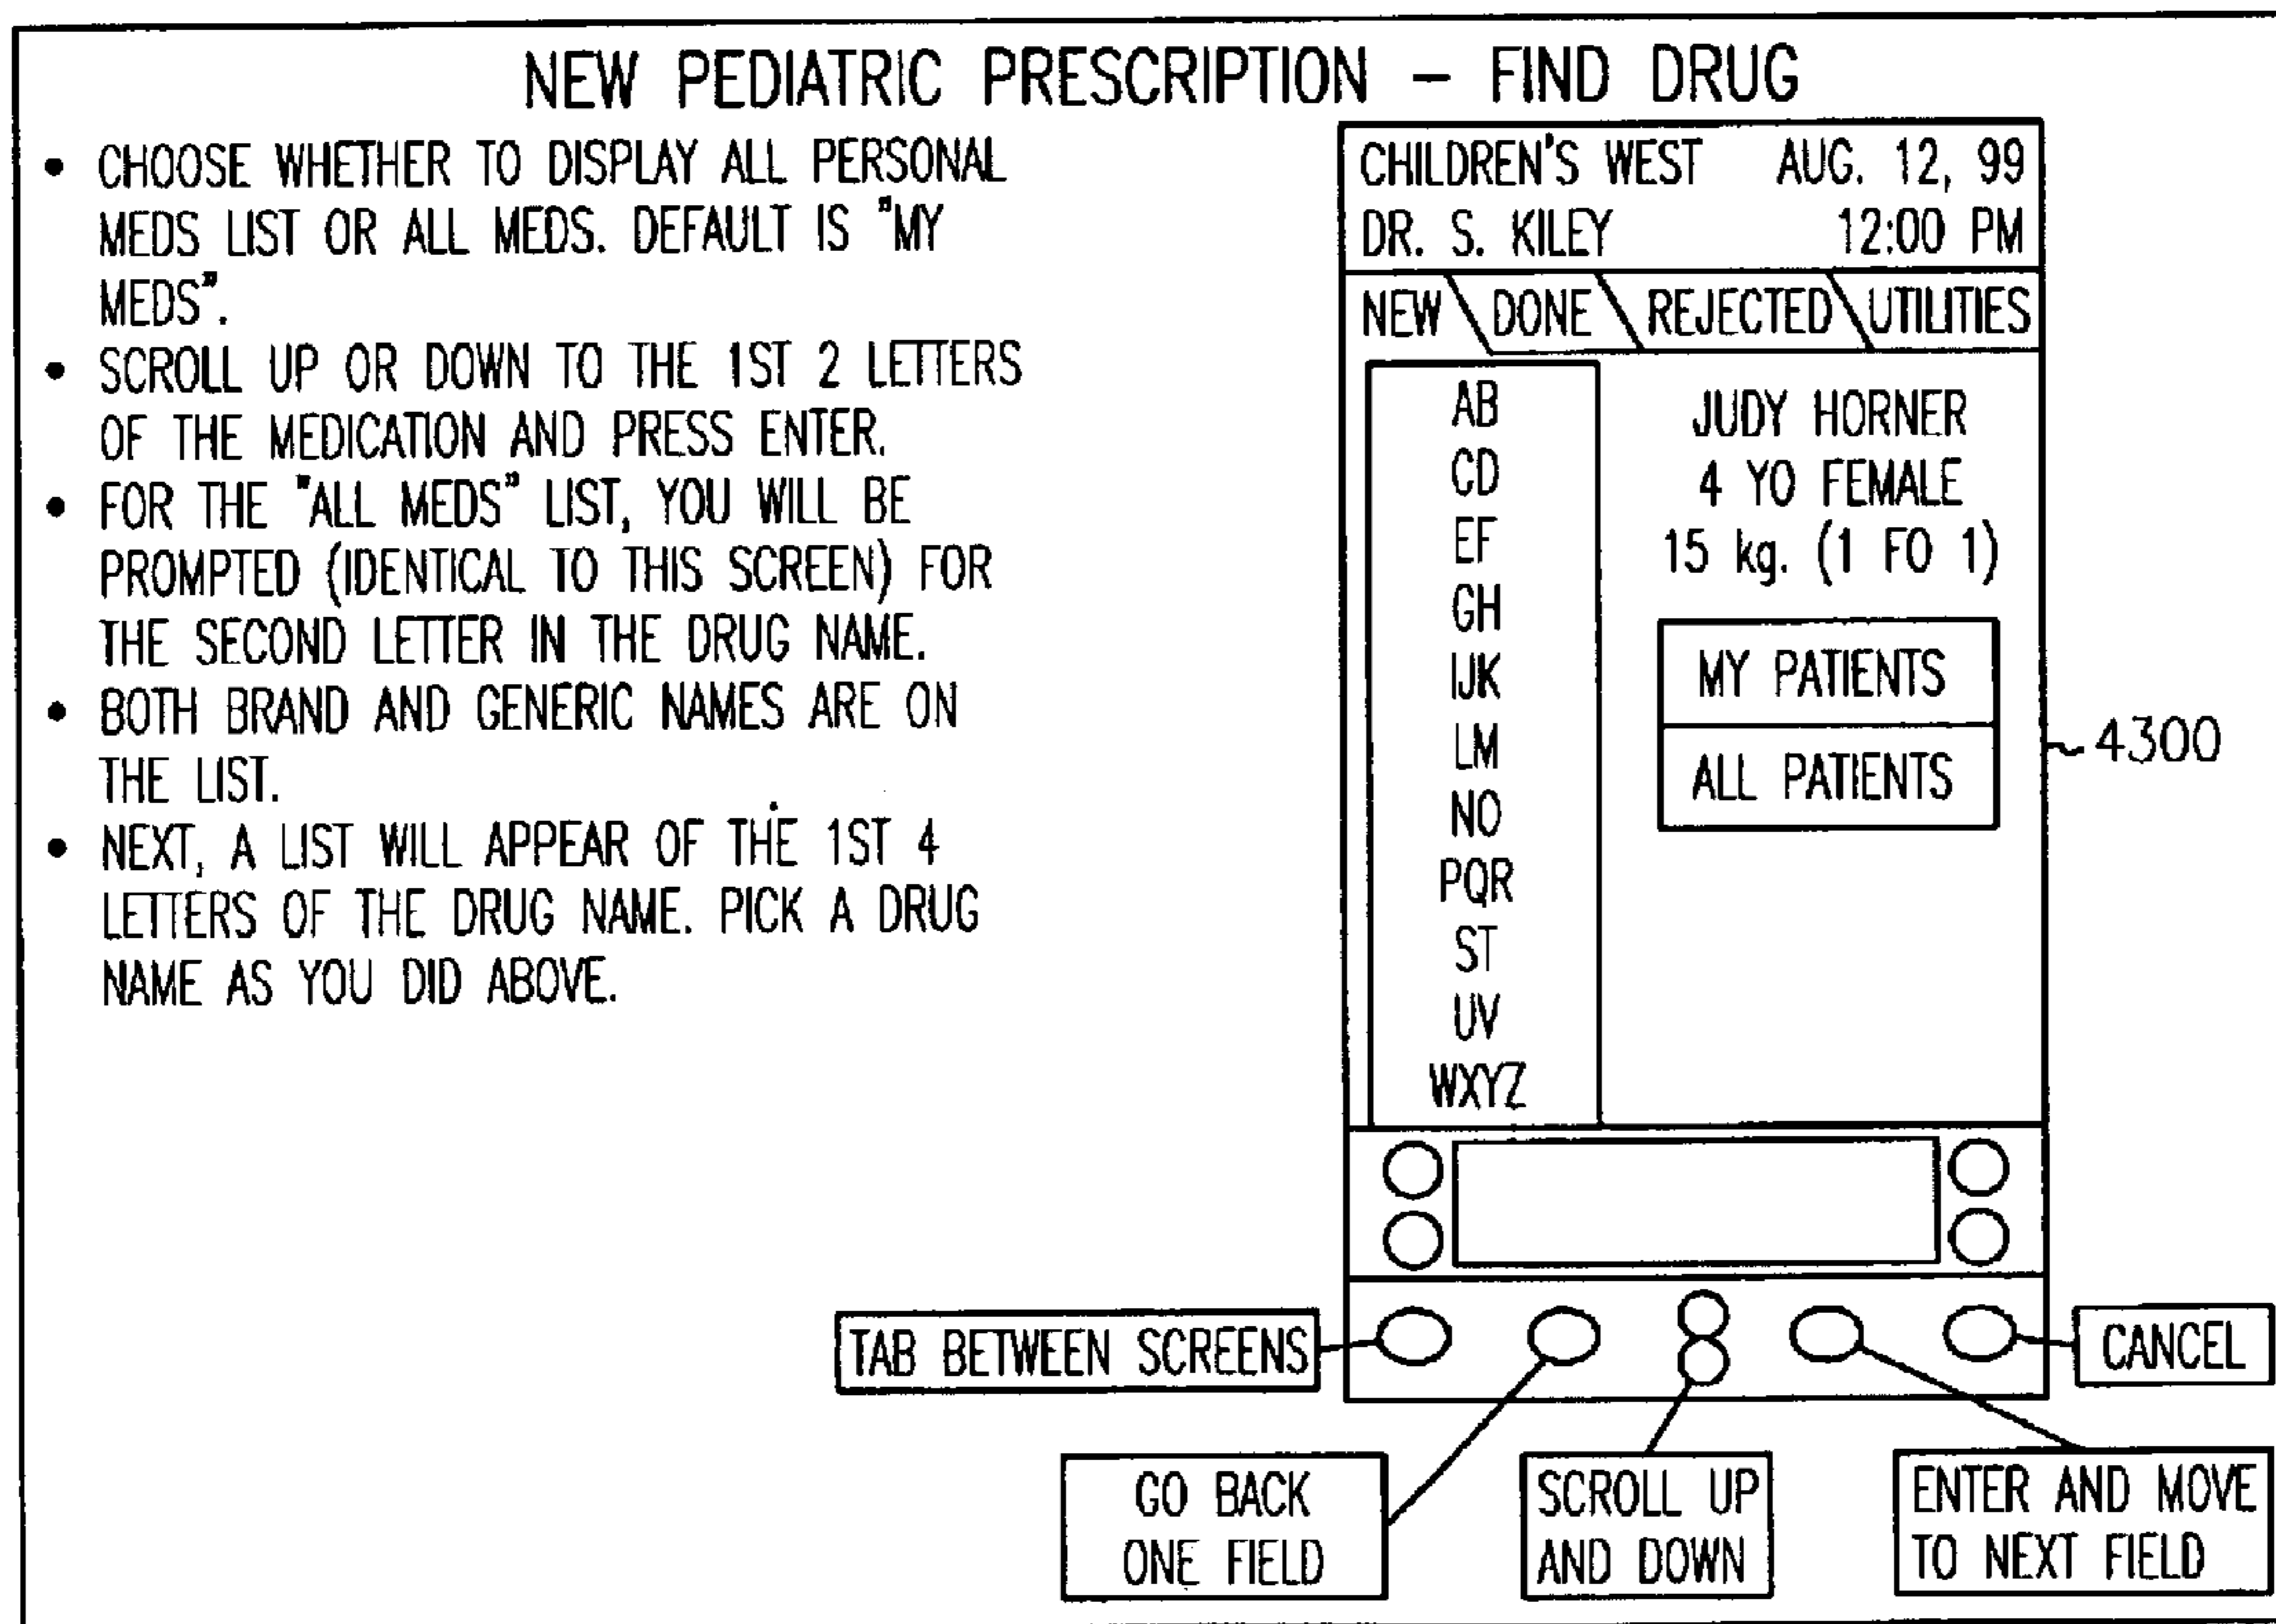 NEW PEDIATRIC PRESCRIPTION – FIND DRUG
• CHOOSE WHETHER TO DISPLAY ALL PERSONAL
MEDS LIST OR ALL MEDS. DEFAULT IS "MY
MEDS".
• SCROLL UP OR DOWN TO THE 1ST 2 LETTERS
OF THE MEDICATION AND PRESS ENTER.
• FOR THE "ALL MEDS" LIST, YOU WILL BE
PROMPTED (IDENTICAL TO THIS SCREEN) FOR
THE SECOND LETTER IN THE DRUG NAME.
• BOTH BRAND AND GENERIC NAMES ARE ON
THE LIST.
• NEXT, A LIST WILL APPEAR OF THE 1ST 4
LETTERS OF THE DRUG NAME. PICK A DRUG
NAME AS YOU DID ABOVE.
CHILDREN'S WEST AUG. 12, 99
DR. S. KILEY 12:00 PM
NEW DONE REJECTED UTILITIES
AB
CD
EF
GH
IJK
LM
NO
PQR
ST
UV
WXYZ
JUDY HORNER
4 YO FEMALE
15 kg. (1 FO 1)
MY PATIENTS
ALL PATIENTS
4300
TAB BETWEEN SCREENS
CANCEL
GO BACK
ONE FIELD
SCROLL UP
AND DOWN
ENTER AND MOVE
TO NEXT FIELD